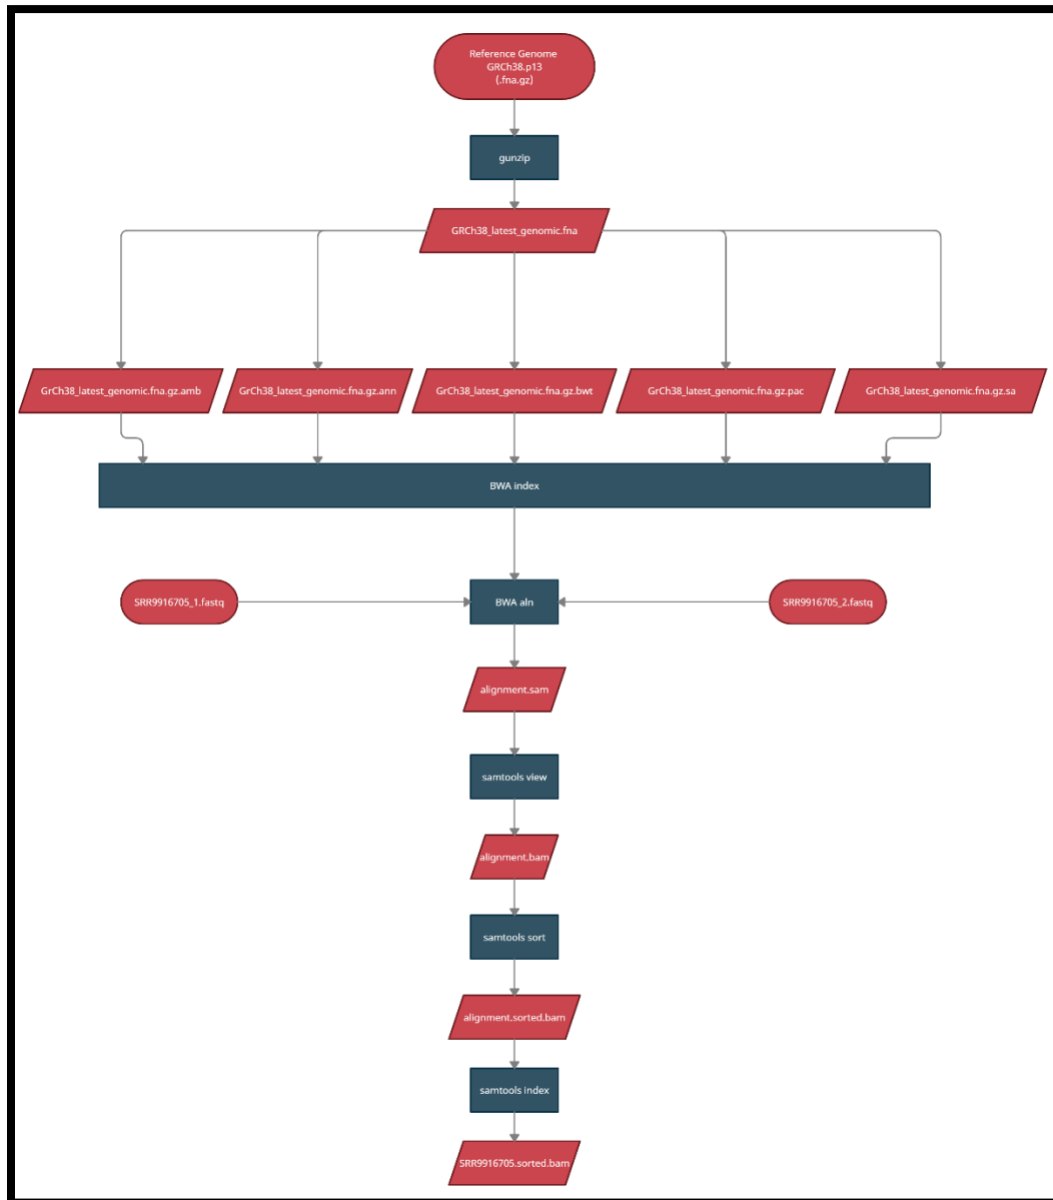 Reference Genome
GRCh38.p13
(.fna.gz)
gunzip
GRCh38_latest_genomic.fna
GrCh38_latest_genomic.fna.gz.amb
GrCh38_latest_genomic.fna.gz.ann
GrCh38_latest_genomic.fna.gz.bwt
GrCh38_latest_genomic.fna.gz.pac
GrCh38_latest_genomic.fna.gz.sa
BWA index
SRR9916705_1.fastq
BWA aln
SRR9916705_2.fastq
alignment.sam
samtools view
alignment.bam
samtools sort
alignment.sorted.bam
samtools index
SRR9916705.sorted.bam